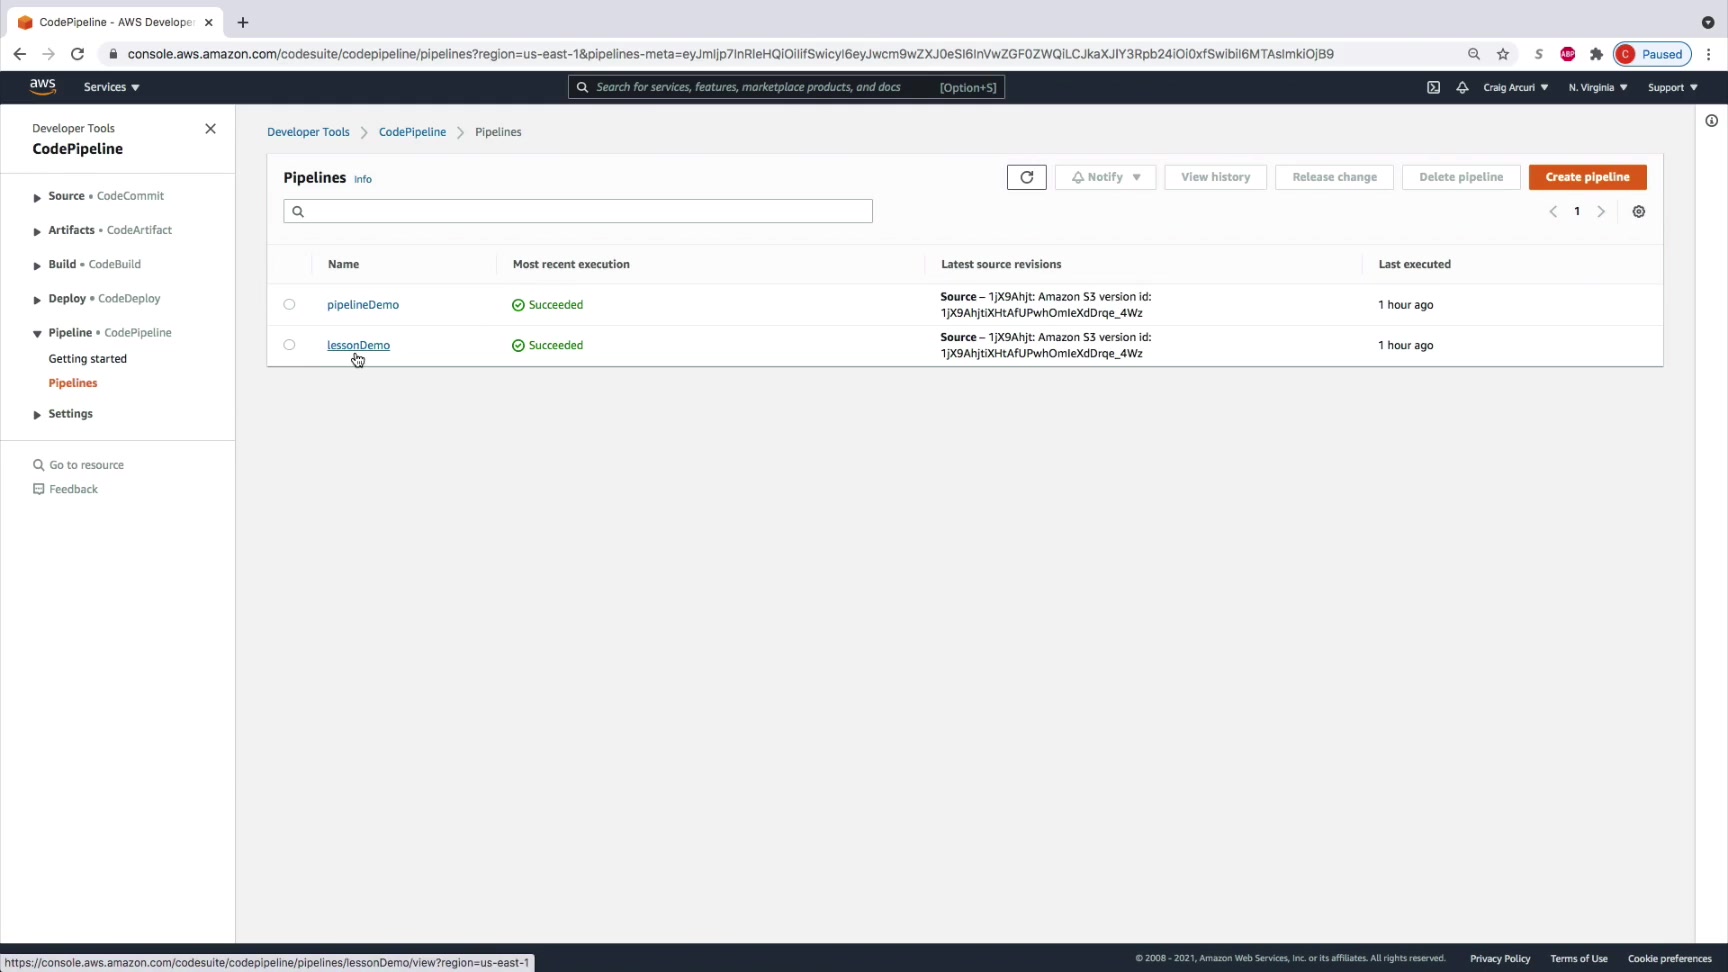 CodePipeline - AWS Develope
console.aws.amazon.com/codesuite/codepipeline/pipelines?region=us-east-1&pipelines-meta=eyJmIjp7InRleHQiOiIifSwicyI6eyJwcm9wZXJ0eSI6InVwZGF0ZWQiLCJkaXJlY3Rpb24iOi0xfSwibiI6MTAsImkiOjB9
ABP
C Paused
aws
Services
Search for services, features, marketplace products, and docs [Option+S]
Craig Arcuri
N. Virginia
Support
Developer Tools
CodePipeline
Source • CodeCommit
Artifacts • CodeArtifact
Build • CodeBuild
Deploy • CodeDeploy
Pipeline • CodePipeline
Getting started
Pipelines
Settings
Go to resource
Feedback
Developer Tools > CodePipeline > Pipelines
Pipelines Info
Notify
View history
Release change
Delete pipeline
Create pipeline
1
Name Most recent execution Latest source revisions Last executed
pipelineDemo Succeeded Source – 1jX9Ahjt: Amazon S3 version id: 1 hour ago
1jX9AhjtiXHtAfUPwhOmIeXdDrqe_4Wz
lessonDemo Succeeded Source – 1jX9Ahjt: Amazon S3 version id: 1 hour ago
1jX9AhjtiXHtAfUPwhOmIeXdDrqe_4Wz
https://console.aws.amazon.com/codesuite/codepipeline/pipelines/lessonDemo/view?region=us-east-1
© 2008 - 2021, Amazon Web Services, Inc. or its affiliates. All rights reserved. Privacy Policy Terms of Use Cookie preferences